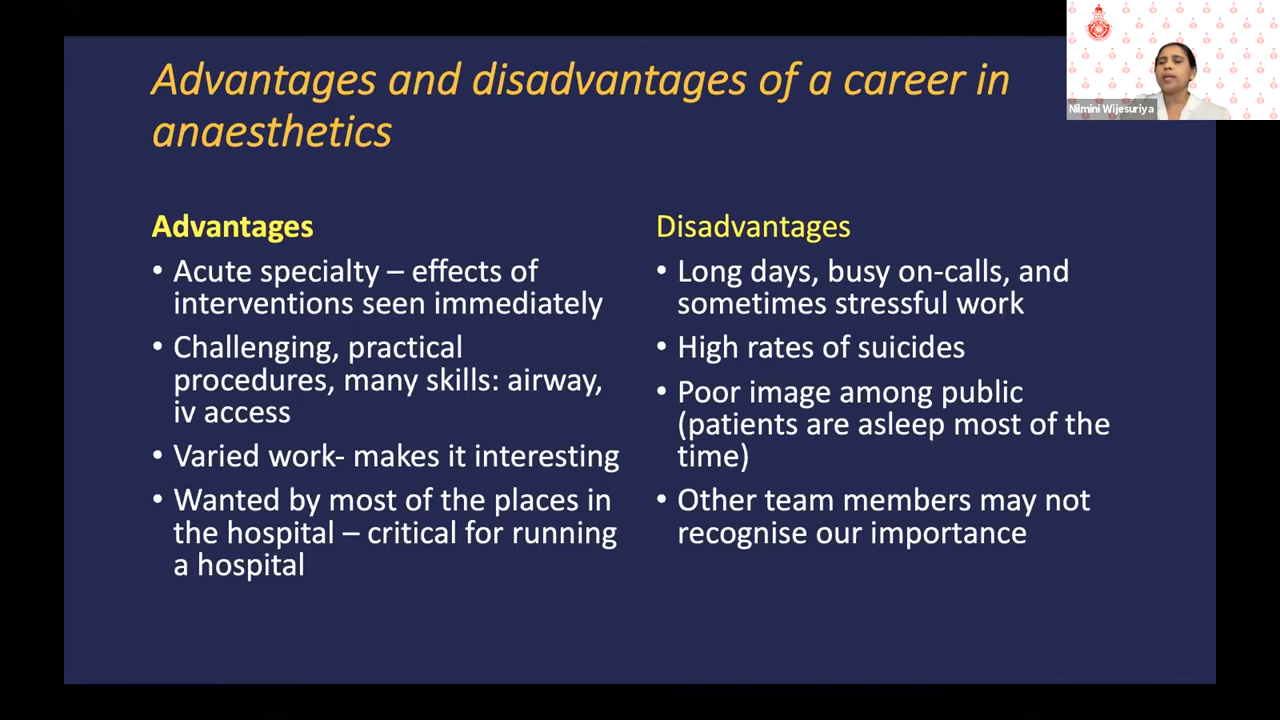 Advantages and disadvantages of a career in
anaesthetics
Nilmini Wijesuriya
Advantages
• Acute specialty – effects of
interventions seen immediately
• Challenging, practical
procedures, many skills: airway,
iv access
• Varied work- makes it interesting
• Wanted by most of the places in
the hospital – critical for running
a hospital
Disadvantages
• Long days, busy on-calls, and
sometimes stressful work
• High rates of suicides
• Poor image among public
(patients are asleep most of the
time)
• Other team members may not
recognise our importance